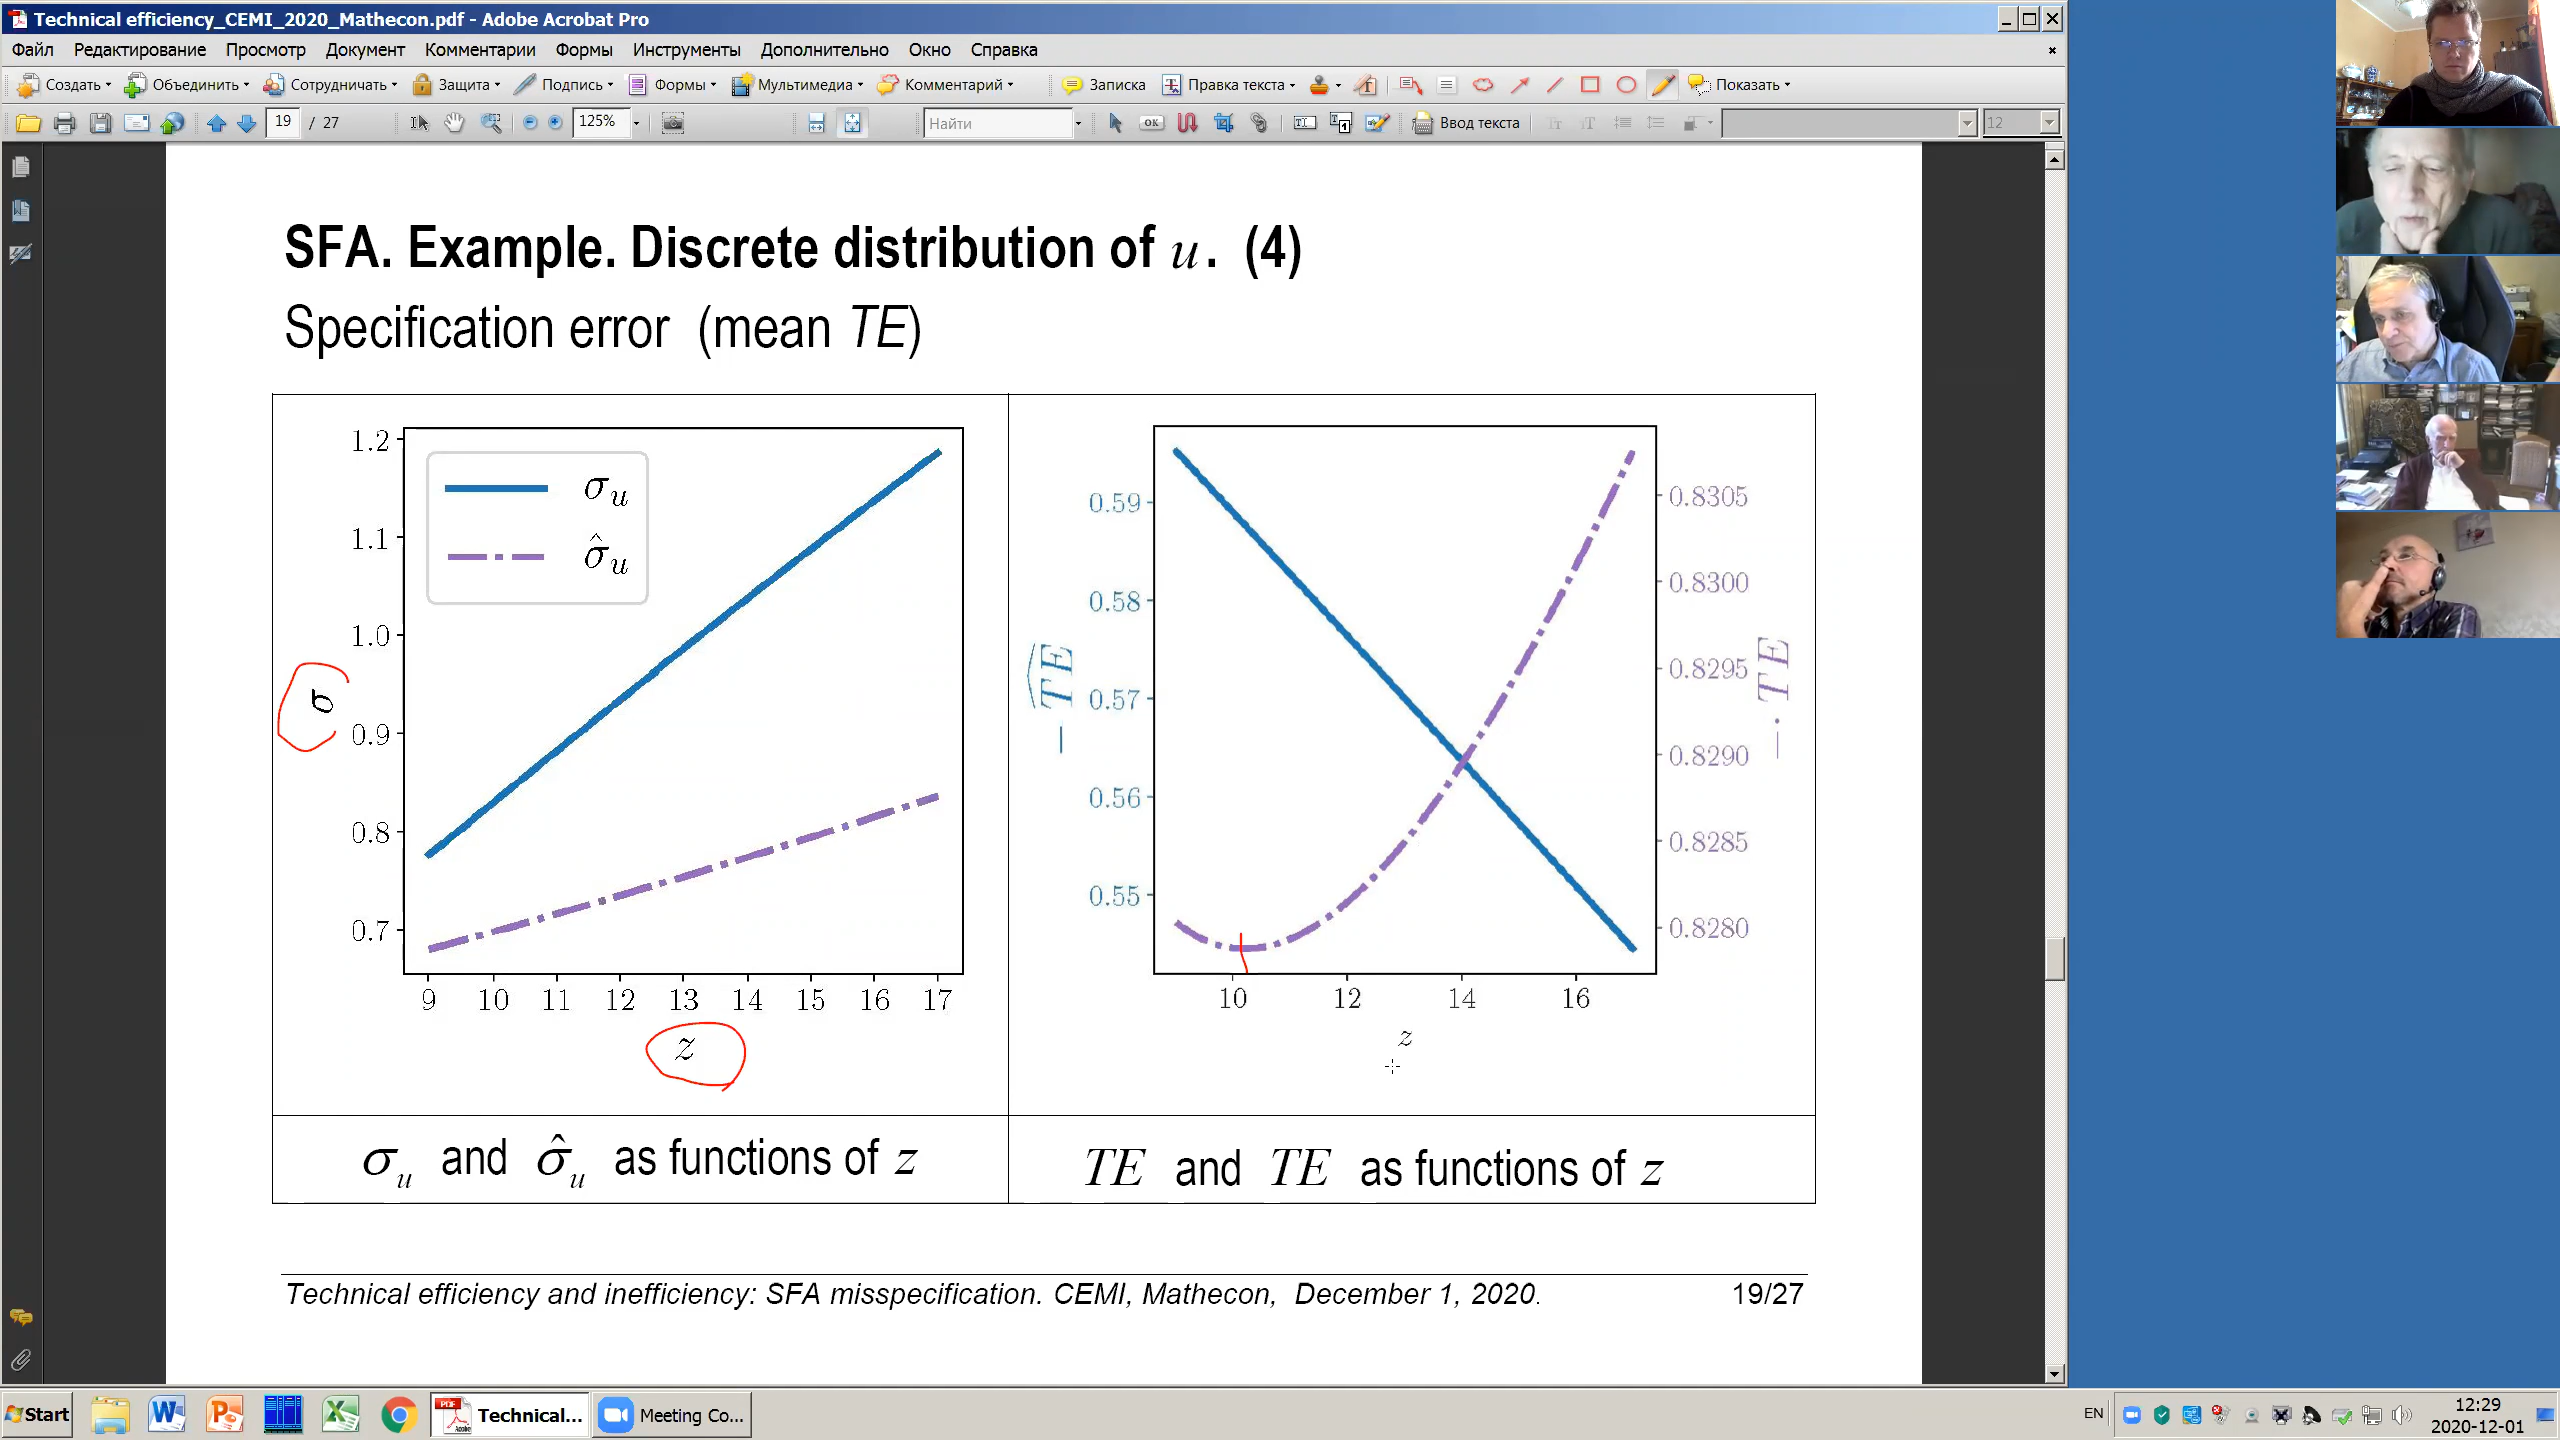 Technical efficiency_CEMI_2020_Mathecon.pdf - Adobe Acrobat Pro
Файл Редактирование Просмотр Документ Комментарии Формы Инструменты Дополнительно Окно Справка
Создать Объединить Сотрудничать Защита Подпись Формы Мультимедиа Комментарий Записка Правка текста Показать
19 / 27 125% Найти OK Ввод текста 12
SFA. Example. Discrete distribution of u. (4)
Specification error (mean TE)
1.2
1.1
1.0
0.9
0.8
0.7
σ
σu
σ̂u
9 10 11 12 13 14 15 16 17
z
0.59
0.58
0.57
0.56
0.55
— T͡E
0.8305
0.8300
0.8295
0.8290
0.8285
0.8280
—· TE
10 12 14 16
z
σu and σ̂u as functions of z
TE and TE as functions of z
Technical efficiency and inefficiency: SFA misspecification. CEMI, Mathecon, December 1, 2020. 19/27
Start Technical... Meeting Co... EN 12:29
2020-12-01